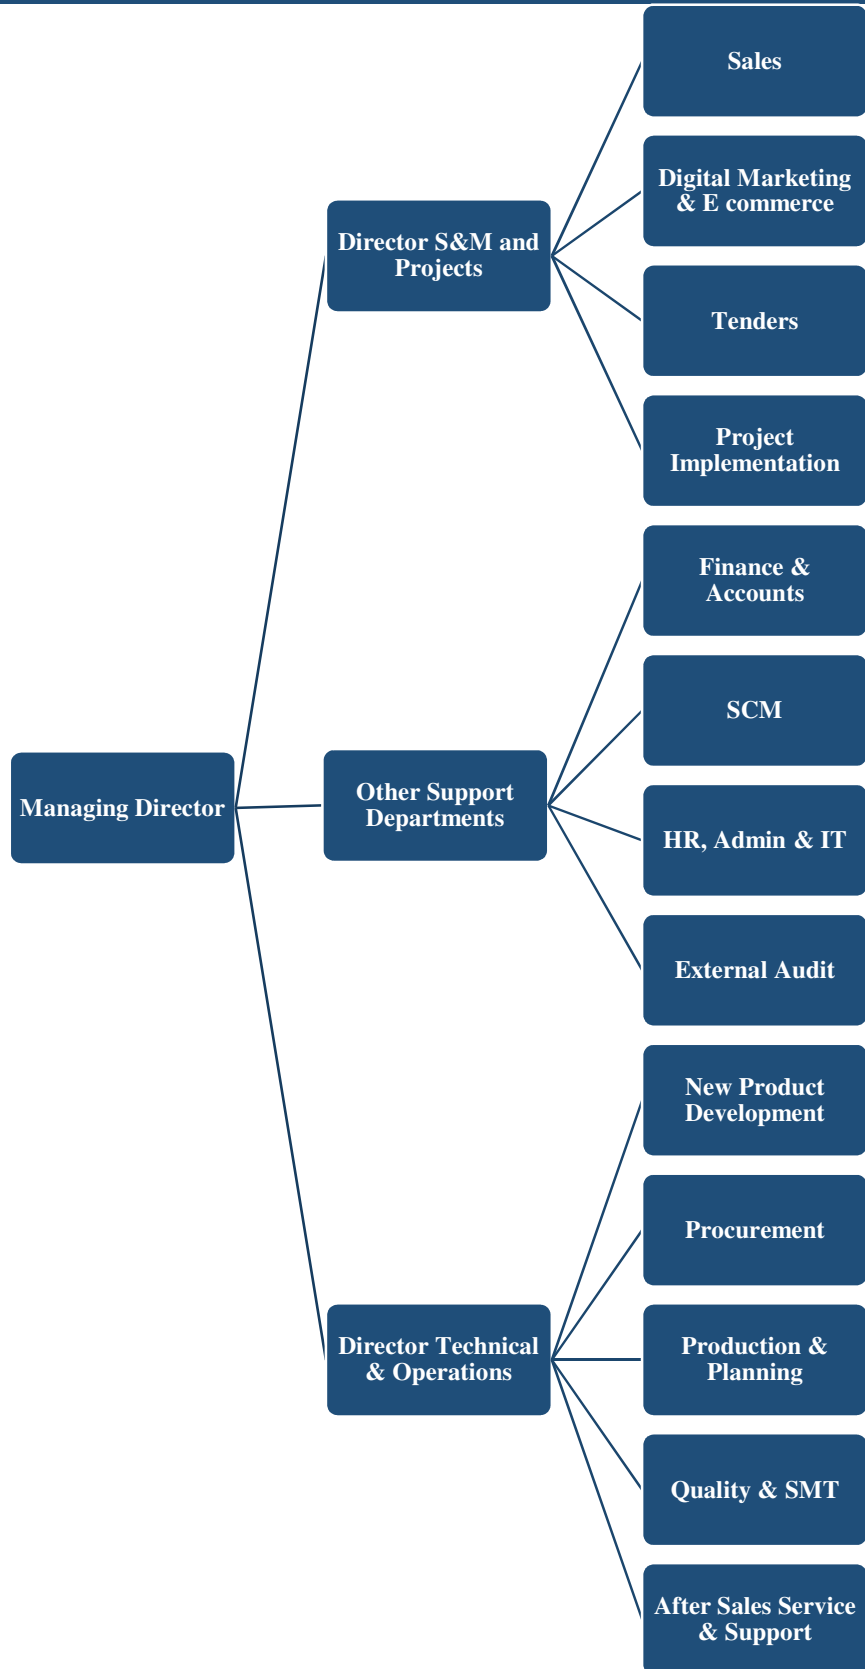 Sales
Digital Marketing
& E commerce
Director S&M and
Projects
Tenders
Project
Implementation
Finance &
Accounts
SCM
Managing Director
Other Support
Departments
HR, Admin & IT
External Audit
New Product
Development
Procurement
Director Technical
& Operations
Production &
Planning
Quality & SMT
After Sales Service
& Support